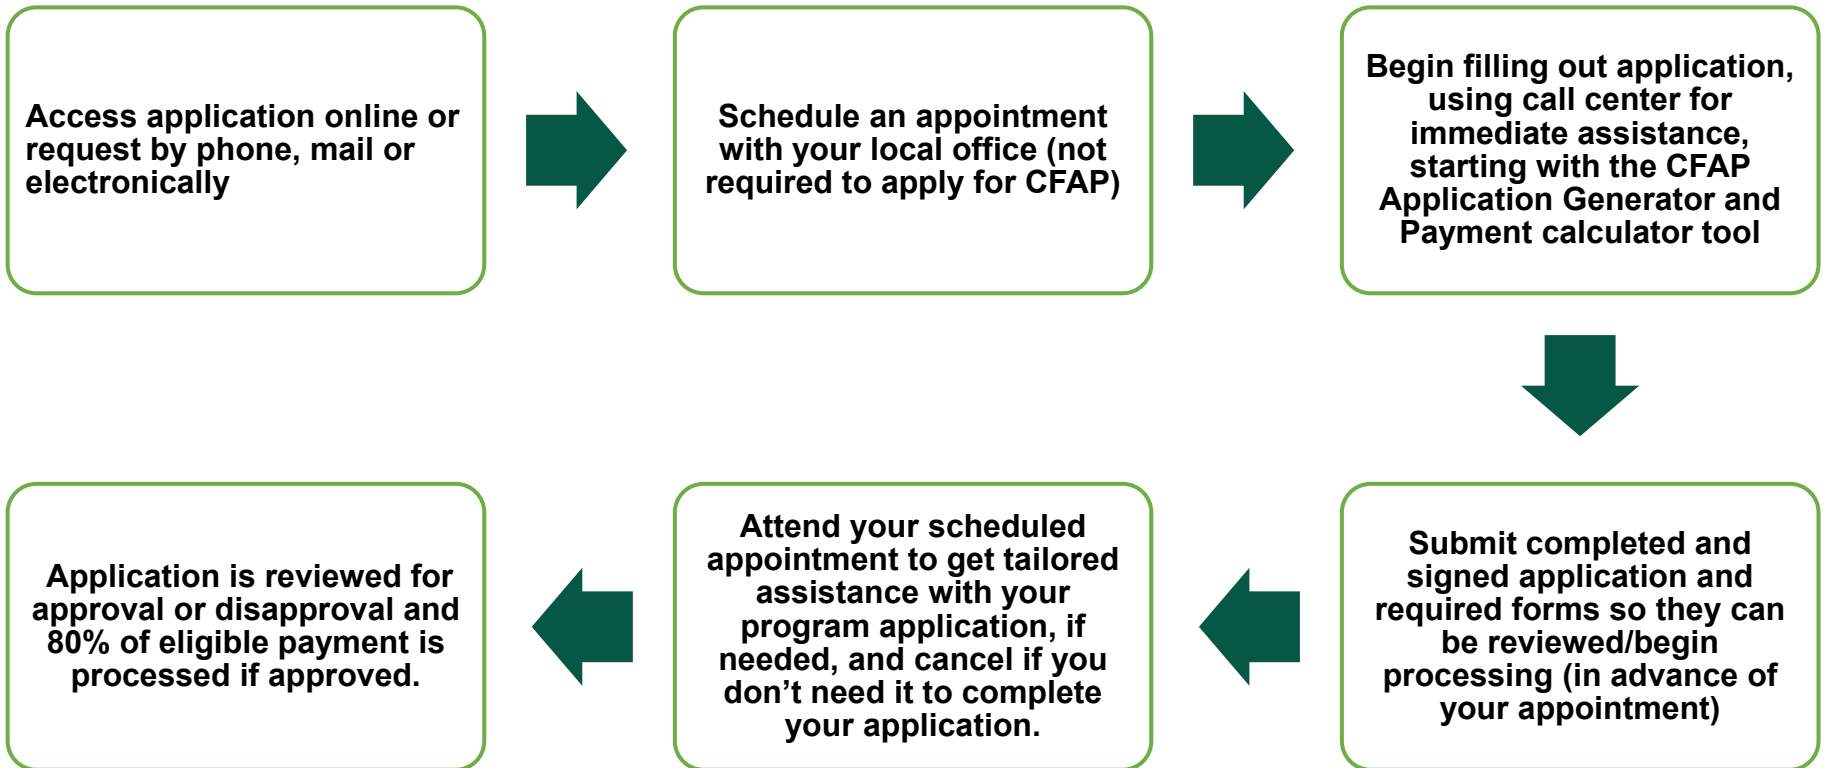 Access application online or
request by phone, mail or
electronically
Schedule an appointment
with your local office (not
required to apply for CFAP)
Begin filling out application,
using call center for
immediate assistance,
starting with the CFAP
Application Generator and
Payment calculator tool
Submit completed and
signed application and
required forms so they can
be reviewed/begin
processing (in advance of
your appointment)
Attend your scheduled
appointment to get tailored
assistance with your
program application, if
needed, and cancel if you
don’t need it to complete
your application.
Application is reviewed for
approval or disapproval and
80% of eligible payment is
processed if approved.